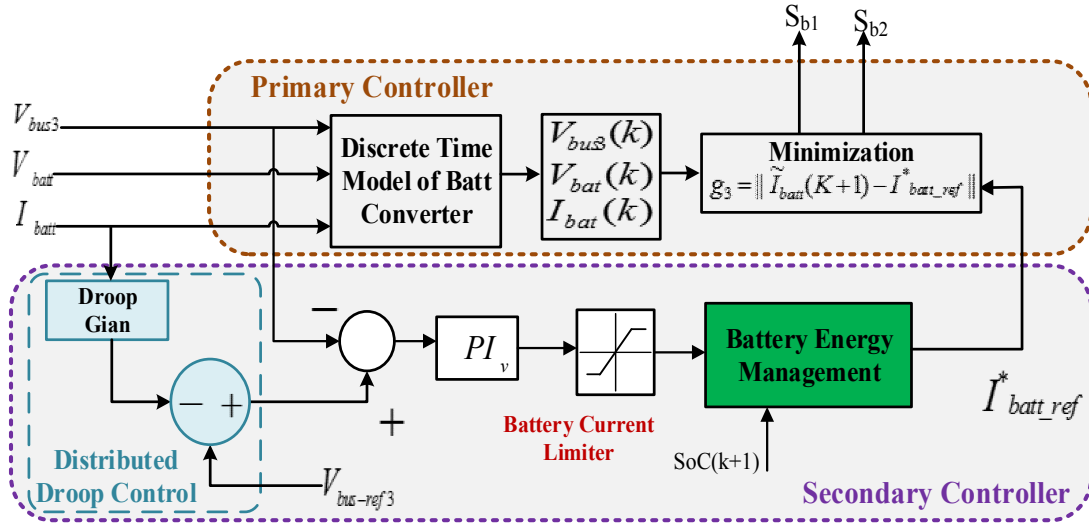 S_b1
S_b2
Primary Controller
V_bus3
V_batt
I_batt
Discrete Time
Model of Batt
Converter
V_bus3(k)
V_bat(k)
I_bat(k)
Minimization
g_3 = || Ĩ_batt(K+1) − I*_batt_ref ||
Droop
Gian
−
− +
+
PI_v
Battery Current
Limiter
Battery Energy
Management
SoC(k+1)
I*_batt_ref
Distributed
Droop Control
V_bus−ref3
Secondary Controller